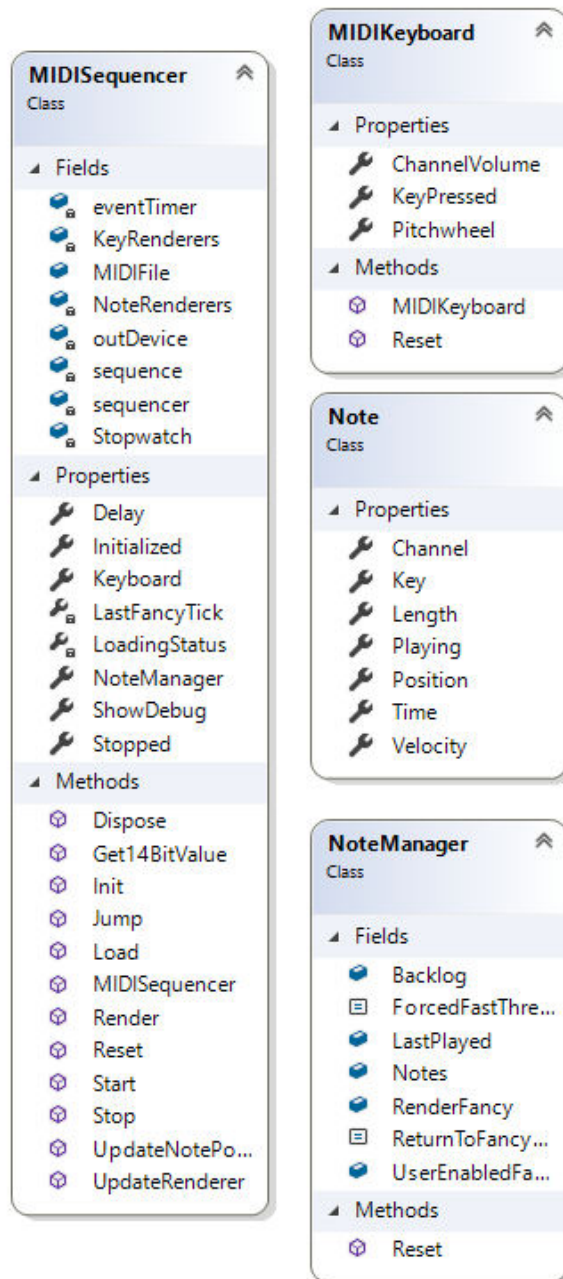 MIDISequencer
Class
Fields
eventTimer
KeyRenderers
MIDIFile
NoteRenderers
outDevice
sequence
sequencer
Stopwatch
Properties
Delay
Initialized
Keyboard
LastFancyTick
LoadingStatus
NoteManager
ShowDebug
Stopped
Methods
Dispose
Get14BitValue
Init
Jump
Load
MIDISequencer
Render
Reset
Start
Stop
UpdateNotePo...
UpdateRenderer
MIDIKeyboard
Class
Properties
ChannelVolume
KeyPressed
Pitchwheel
Methods
MIDIKeyboard
Reset
Note
Class
Properties
Channel
Key
Length
Playing
Position
Time
Velocity
NoteManager
Class
Fields
Backlog
ForcedFastThre...
LastPlayed
Notes
RenderFancy
ReturnToFancy...
UserEnabledFa...
Methods
Reset